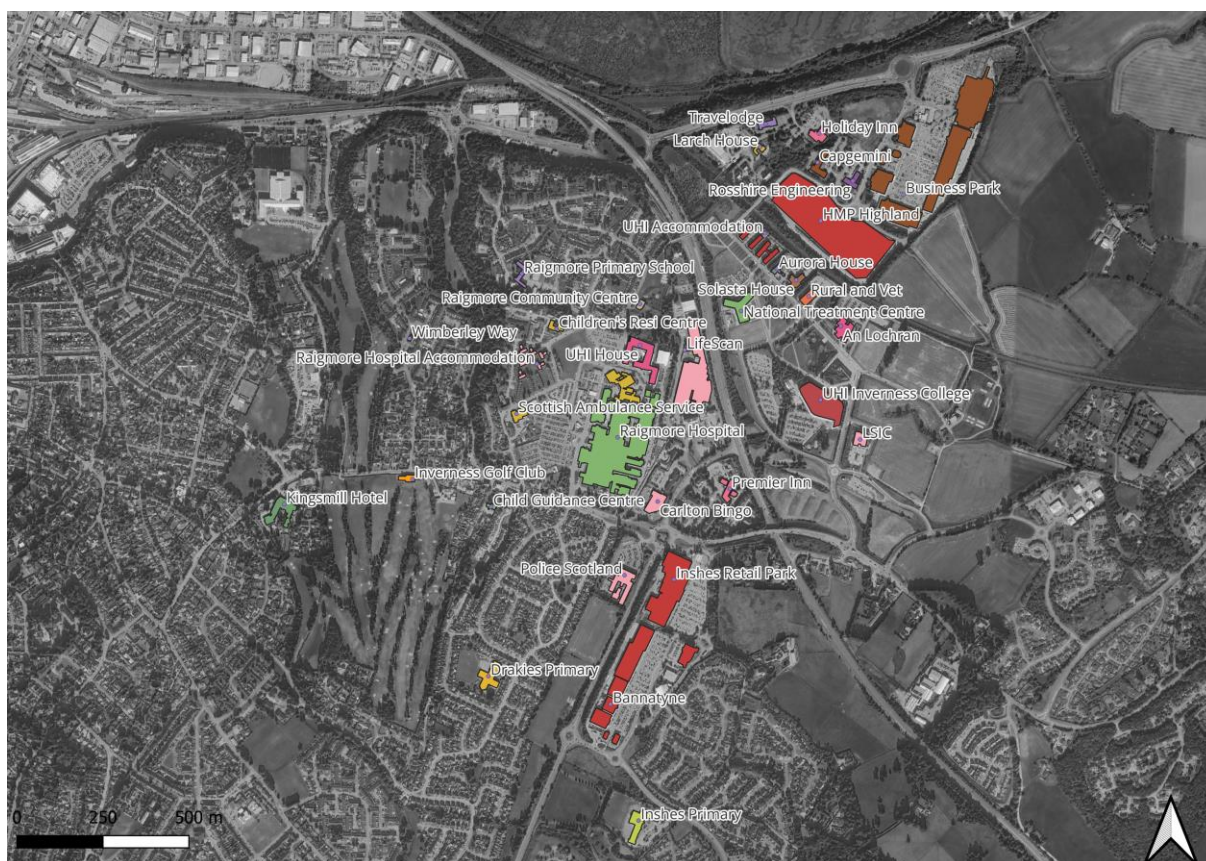 Travelodge
Holiday Inn
Larch House
Capgemini
Rosshire Engineering
Business Park
HMP Highland
UHI Accommodation
Aurora House
Raigmore Primary School
Solasta House
Rural and Vet
Raigmore Community Centre
National Treatment Centre
Children's Resi Centre
An Lochran
Wimberley Way
LifeScan
UHI House
Raigmore Hospital Accommodation
UHI Inverness College
Scottish Ambulance Service
Raigmore Hospital
LSIC
Inverness Golf Club
Premier Inn
Kingsmill Hotel
Child Guidance Centre
Carlton Bingo
Police Scotland
Inshes Retail Park
Drakies Primary
Bannatyne
Inshes Primary
0 250 500 m